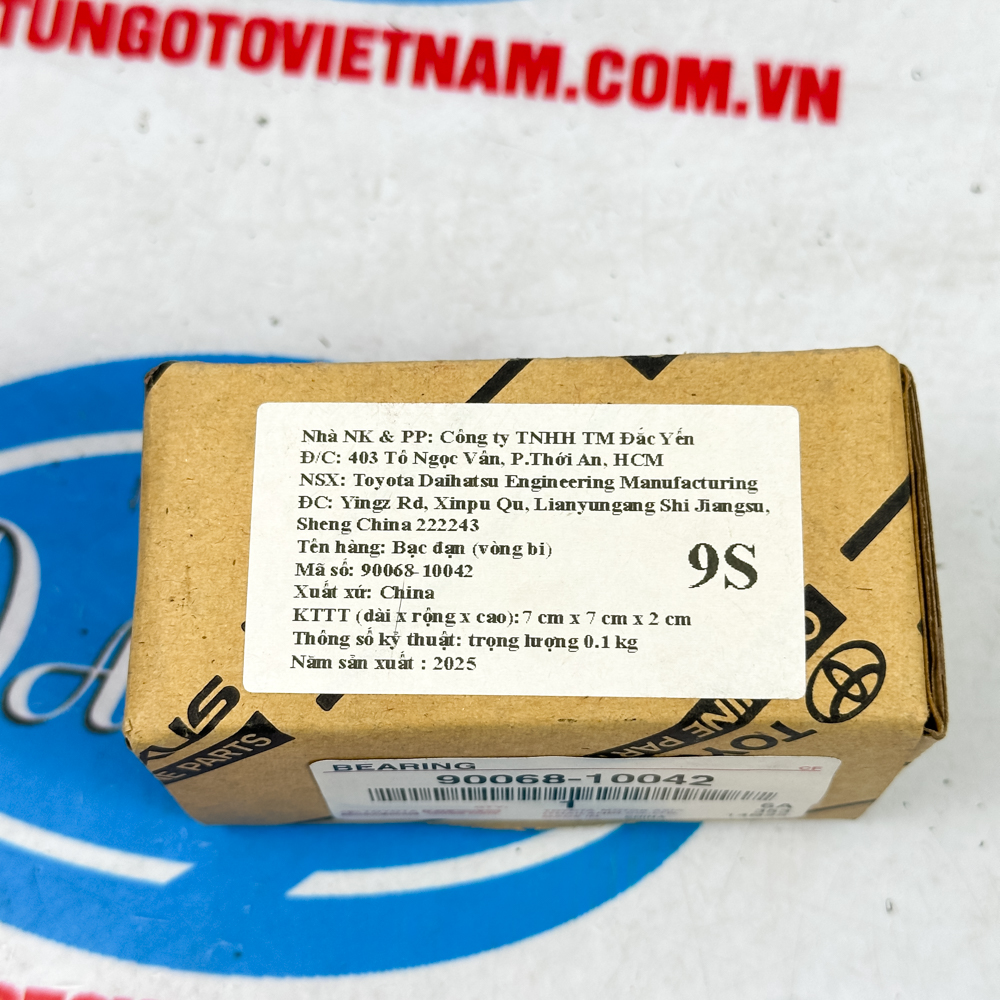 TUNGOTOVIETNAM.COM.VN
Nhà NK & PP: Công ty TNHH TM Đắc Yến
Đ/C: 403 Tô Ngọc Vân, P.Thới An, HCM
NSX: Toyota Daihatsu Engineering Manufacturing
ĐC: Yingz Rd, Xinpu Qu, Lianyungang Shi Jiangsu,
Sheng China 222243
Tên hàng: Bạc đạn (vòng bi)
Mã số: 90068-10042
9S
Xuất xứ: China
KTTT (dài x rộng x cao): 7 cm x 7 cm x 2 cm
Thông số kỹ thuật: trọng lượng 0.1 kg
Năm sản xuất : 2025
BEARING
90068-10042